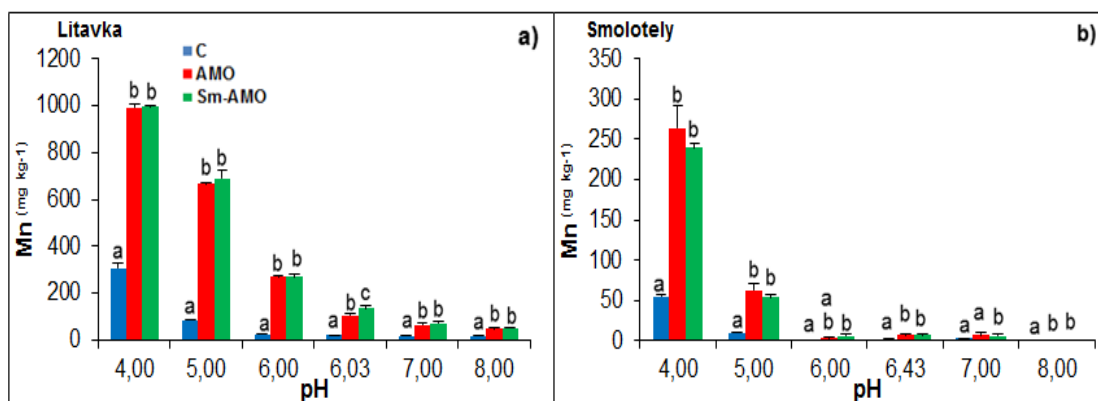 Litavka
a)
C
AMO
Sm-AMO
Mn (mg kg-1)
1200
1000
800
600
400
200
0
a b b
a b b
a b b
a b c
a b b
a b b
4,00 5,00 6,00 6,03 7,00 8,00
pH
Smolotely
b)
Mn (mg kg-1)
350
300
250
200
150
100
50
0
a b b
a b b
a
a b b
a b b
a a b
a b b
4,00 5,00 6,00 6,43 7,00 8,00
pH